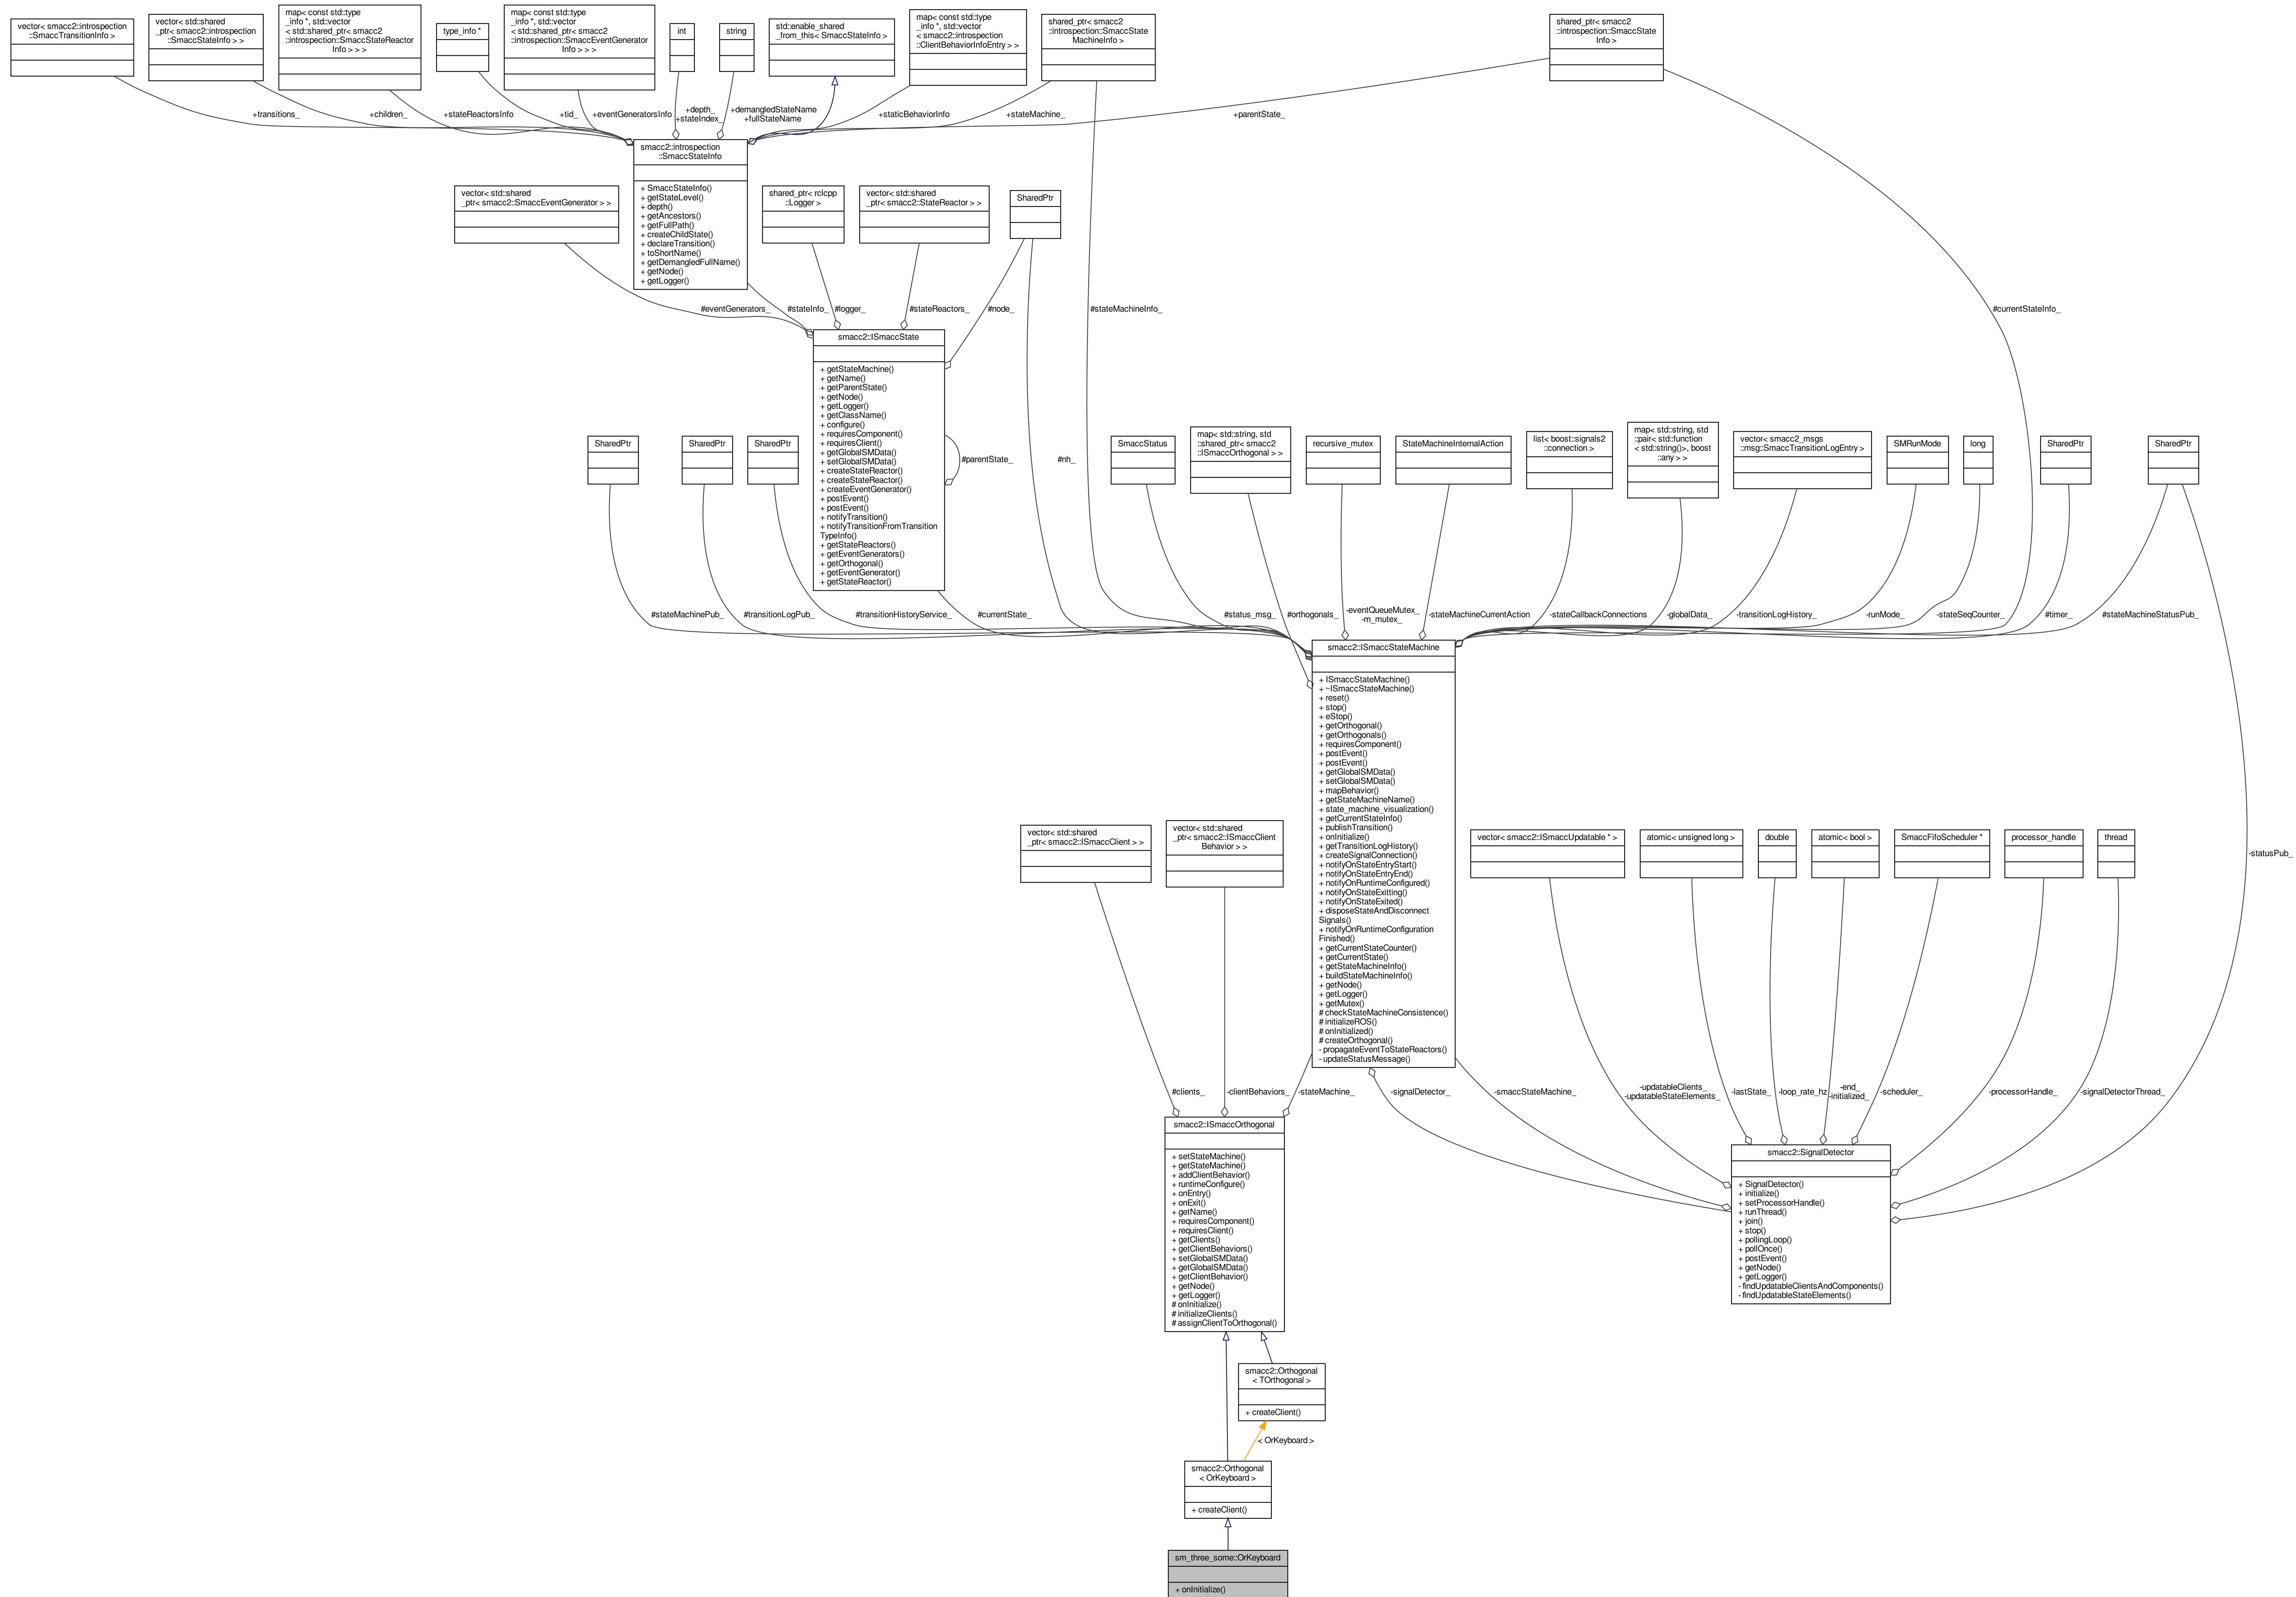 vector< smacc2::introspection
::SmaccTransitionInfo >
vector< std::shared
_ptr< smacc2::introspection
::SmaccStateInfo > >
map< const std::type
_info *, std::vector
< std::shared_ptr< smacc2
::introspection::SmaccStateReactor
Info > > >
type_info *
map< const std::type
_info *, std::vector
< std::shared_ptr< smacc2
::introspection::SmaccEventGenerator
Info > > >
int
string
std::enable_shared
_from_this< SmaccStateInfo >
map< const std::type
_info *, std::vector
< smacc2::introspection
::ClientBehaviorInfoEntry > >
shared_ptr< smacc2
::introspection::SmaccState
MachineInfo >
shared_ptr< smacc2
::introspection::SmaccState
Info >
+transitions_
+children_
+stateReactorsInfo
+tid_
+eventGeneratorsInfo
+depth_
+stateIndex_
+demangledStateName
+fullStateName
+staticBehaviorInfo
+stateMachine_
+parentState_
smacc2::introspection
::SmaccStateInfo
+ SmaccStateInfo()
+ getStateLevel()
+ depth()
+ getAncestors()
+ getFullPath()
+ createChildState()
+ declareTransition()
+ toShortName()
+ getDemangledFullName()
+ getNode()
+ getLogger()
vector< std::shared
_ptr< smacc2::SmaccEventGenerator > >
shared_ptr< rclcpp
::Logger >
vector< std::shared
_ptr< smacc2::StateReactor > >
SharedPtr
#eventGenerators_
#stateInfo_
#logger_
#stateReactors_
#node_
#stateMachineInfo_
#currentStateInfo_
smacc2::ISmaccState
+ getStateMachine()
+ getName()
+ getParentState()
+ getNode()
+ getLogger()
+ getClassName()
+ configure()
+ requiresComponent()
+ requiresClient()
+ getGlobalSMData()
+ setGlobalSMData()
+ createStateReactor()
+ createStateReactor()
+ createEventGenerator()
+ postEvent()
+ postEvent()
+ notifyTransition()
+ notifyTransitionFromTransition
TypeInfo()
+ getStateReactors()
+ getEventGenerators()
+ getOrthogonal()
+ getEventGenerator()
+ getStateReactor()
#parentState_
#nh_
SharedPtr
SharedPtr
SharedPtr
SmaccStatus
map< std::string, std
::shared_ptr< smacc2
::ISmaccOrthogonal > >
recursive_mutex
StateMachineInternalAction
list< boost::signals2
::connection >
map< std::string, std
::pair< std::function
< std::string()>, boost
::any > >
vector< smacc2_msgs
::msg::SmaccTransitionLogEntry >
SMRunMode
long
SharedPtr
SharedPtr
#stateMachinePub_
#transitionLogPub_
#transitionHistoryService_
#currentState_
#status_msg_
#orthogonals_
-eventQueueMutex_
-m_mutex_
-stateMachineCurrentAction
-stateCallbackConnections
-globalData_
-transitionLogHistory_
-runMode_
-stateSeqCounter_
#timer_
#stateMachineStatusPub_
smacc2::ISmaccStateMachine
+ ISmaccStateMachine()
+ ~ISmaccStateMachine()
+ reset()
+ stop()
+ eStop()
+ getOrthogonal()
+ getOrthogonals()
+ requiresComponent()
+ postEvent()
+ postEvent()
+ getGlobalSMData()
+ setGlobalSMData()
+ mapBehavior()
+ getStateMachineName()
+ state_machine_visualization()
+ getCurrentStateInfo()
+ publishTransition()
+ onInitialize()
+ getTransitionLogHistory()
+ createSignalConnection()
+ notifyOnStateEntryStart()
+ notifyOnStateEntryEnd()
+ notifyOnRuntimeConfigured()
+ notifyOnStateExitting()
+ notifyOnStateExited()
+ disposeStateAndDisconnect
Signals()
+ notifyOnRuntimeConfiguration
Finished()
+ getCurrentStateCounter()
+ getCurrentState()
+ getStateMachineInfo()
+ buildStateMachineInfo()
+ getNode()
+ getLogger()
+ getMutex()
# checkStateMachineConsistence()
# initializeROS()
# onInitialized()
# createOrthogonal()
- propagateEventToStateReactors()
- updateStatusMessage()
vector< std::shared
_ptr< smacc2::ISmaccClient > >
vector< std::shared
_ptr< smacc2::ISmaccClient
Behavior > >
vector< smacc2::ISmaccUpdatable * >
atomic< unsigned long >
double
atomic< bool >
SmaccFifoScheduler *
processor_handle
thread
-statusPub_
#clients_
-clientBehaviors_
-stateMachine_
-signalDetector_
-smaccStateMachine_
-updatableClients_
-updatableStateElements_
-lastState_
-loop_rate_hz
-end_
-initialized_
-scheduler_
-processorHandle_
-signalDetectorThread_
smacc2::ISmaccOrthogonal
+ setStateMachine()
+ getStateMachine()
+ addClientBehavior()
+ runtimeConfigure()
+ onEntry()
+ onExit()
+ getName()
+ requiresComponent()
+ requiresClient()
+ getClients()
+ getClientBehaviors()
+ setGlobalSMData()
+ getGlobalSMData()
+ getClientBehavior()
+ getNode()
+ getLogger()
# onInitialize()
# initializeClients()
# assignClientToOrthogonal()
smacc2::SignalDetector
+ SignalDetector()
+ initialize()
+ setProcessorHandle()
+ runThread()
+ join()
+ stop()
+ pollingLoop()
+ pollOnce()
+ postEvent()
+ getNode()
+ getLogger()
- findUpdatableClientsAndComponents()
- findUpdatableStateElements()
smacc2::Orthogonal
< TOrthogonal >
+ createClient()
< OrKeyboard >
smacc2::Orthogonal
< OrKeyboard >
+ createClient()
sm_three_some::OrKeyboard
+ onInitialize()